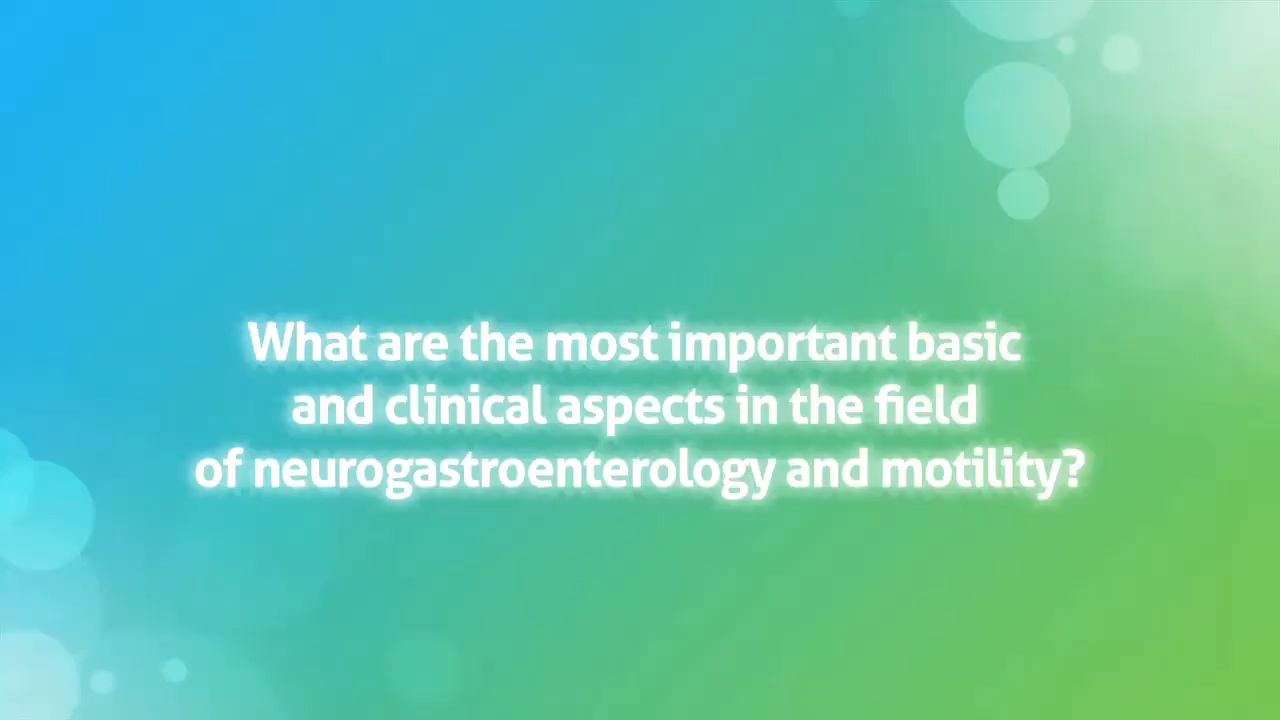 What are the most important basic
and clinical aspects in the field
of neurogastroenterology and motility?